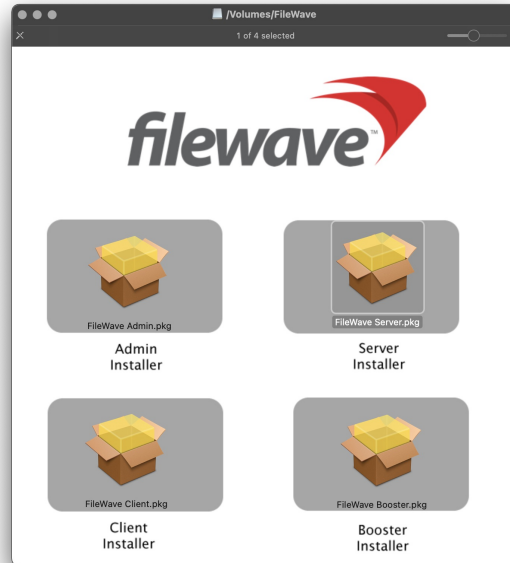 /Volumes/FileWave
1 of 4 selected
filewave™
FileWave Admin.pkg
FileWave Server.pkg
Admin
Installer
Server
Installer
FileWave Client.pkg
FileWave Booster.pkg
Client
Installer
Booster
Installer